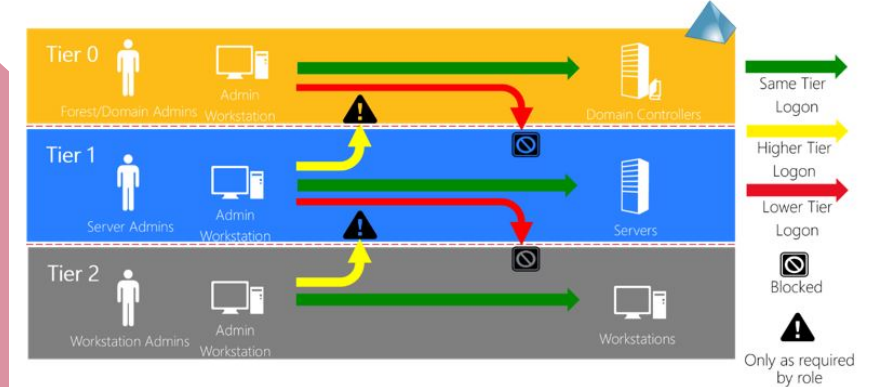 Tier 0
Forest/Domain Admins
Admin
Workstation
Domain Controllers
Tier 1
Server Admins
Admin
Workstation
Servers
Tier 2
Workstation Admins
Admin
Workstation
Workstations
Same Tier
Logon
Higher Tier
Logon
Lower Tier
Logon
Blocked
Only as required
by role